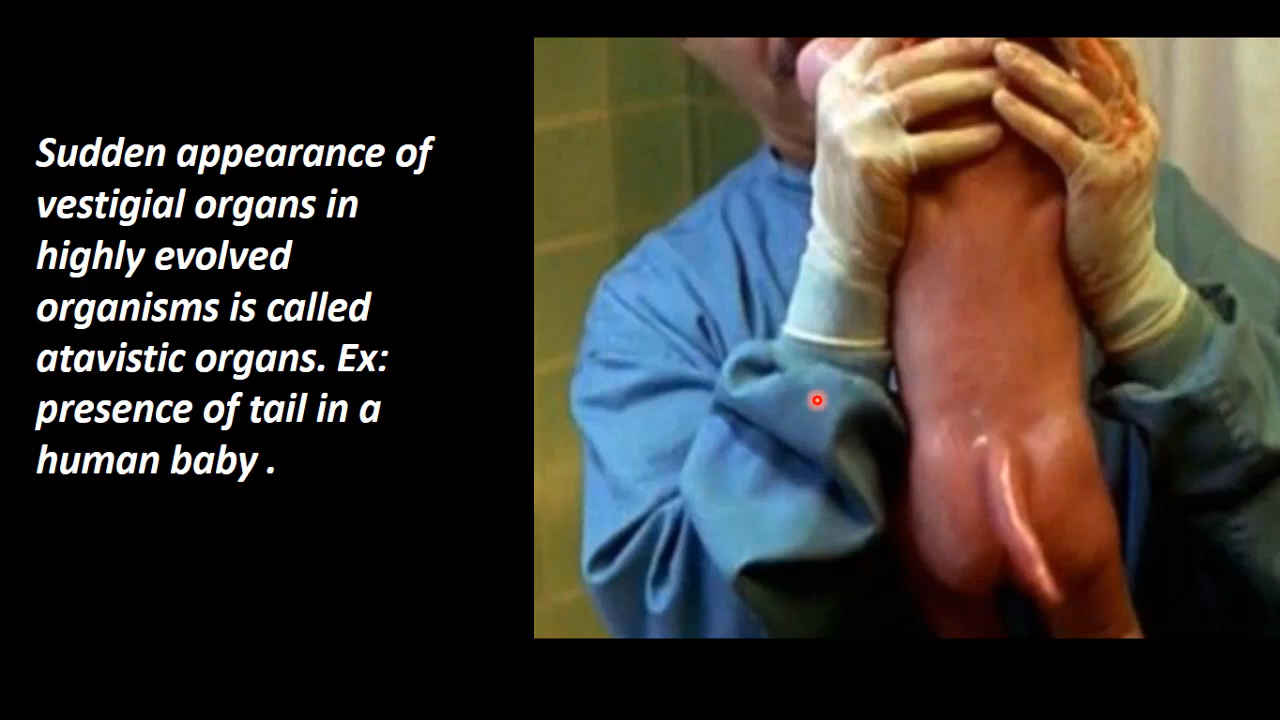 Sudden appearance of
vestigial organs in
highly evolved
organisms is called
atavistic organs. Ex:
presence of tail in a
human baby .